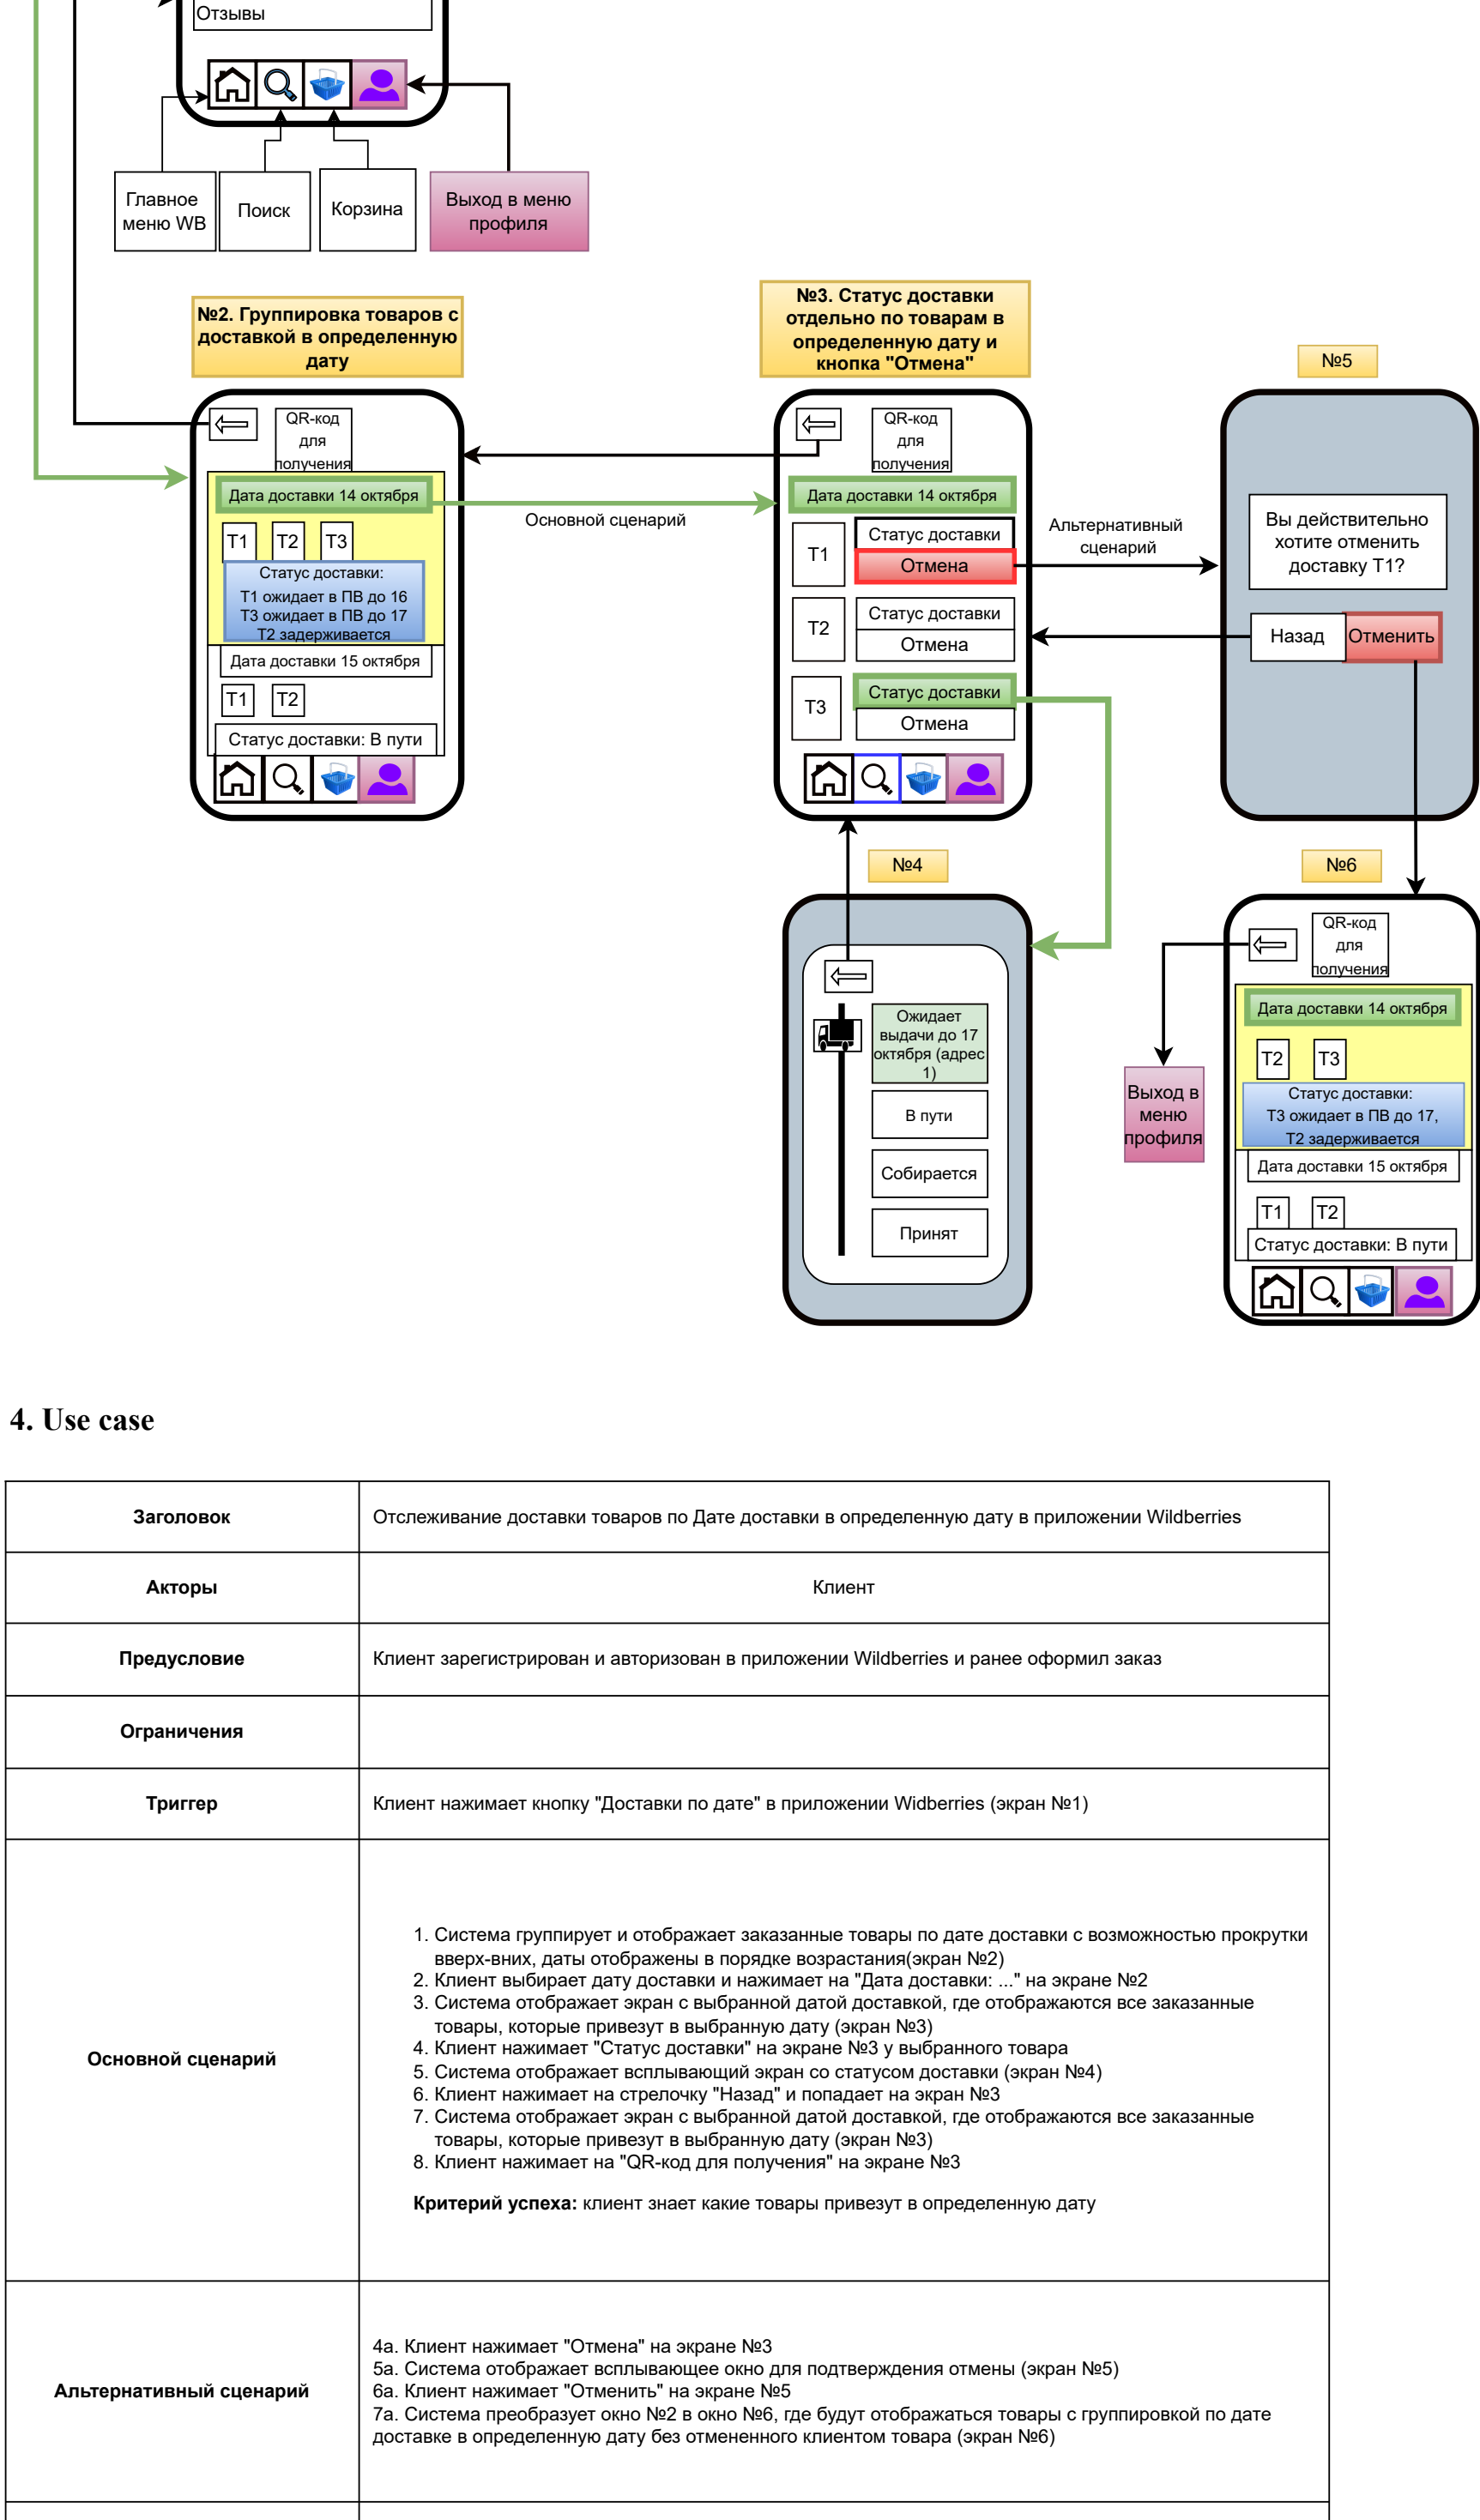 Отзывы
Главное
меню WB
Поиск
Корзина
Выход в меню
профиля
№2. Группировка товаров с
доставкой в определенную
дату
№3. Статус доставки
отдельно по товарам в
определенную дату и
кнопка "Отмена"
№5
QR-код
для
получения
Дата доставки 14 октября
Т1
Т2
Т3
Статус доставки:
Т1 ожидает в ПВ до 16
Т3 ожидает в ПВ до 17
Т2 задерживается
Дата доставки 15 октября
Т1
Т2
Статус доставки: В пути
Основной сценарий
QR-код
для
получения
Дата доставки 14 октября
Т1
Статус доставки
Отмена
Т2
Статус доставки
Отмена
Т3
Статус доставки
Отмена
Альтернативный
сценарий
Вы действительно
хотите отменить
доставку Т1?
Назад
Отменить
№4
Ожидает
выдачи до 17
октября (адрес
1)
В пути
Собирается
Принят
№6
QR-код
для
получения
Дата доставки 14 октября
Т2
Т3
Статус доставки:
Т3 ожидает в ПВ до 17,
Т2 задерживается
Дата доставки 15 октября
Т1
Т2
Статус доставки: В пути
Выход в
меню
профиля
4. Use case
Заголовок
Отслеживание доставки товаров по Дате доставки в определенную дату в приложении Wildberries
Акторы
Клиент
Предусловие
Клиент зарегистрирован и авторизован в приложении Wildberries и ранее оформил заказ
Ограничения
Триггер
Клиент нажимает кнопку "Доставки по дате" в приложении Widberries (экран №1)
Основной сценарий
1. Система группирует и отображает заказанные товары по дате доставки с возможностью прокрутки
вверх-вних, даты отображены в порядке возрастания(экран №2)
2. Клиент выбирает дату доставки и нажимает на "Дата доставки: ..." на экране №2
3. Система отображает экран с выбранной датой доставкой, где отображаются все заказанные
товары, которые привезут в выбранную дату (экран №3)
4. Клиент нажимает "Статус доставки" на экране №3 у выбранного товара
5. Система отображает всплывающий экран со статусом доставки (экран №4)
6. Клиент нажимает на стрелочку "Назад" и попадает на экран №3
7. Система отображает экран с выбранной датой доставкой, где отображаются все заказанные
товары, которые привезут в выбранную дату (экран №3)
8. Клиент нажимает на "QR-код для получения" на экране №3
Критерий успеха: клиент знает какие товары привезут в определенную дату
Альтернативный сценарий
4а. Клиент нажимает "Отмена" на экране №3
5а. Система отображает всплывающее окно для подтверждения отмены (экран №5)
6а. Клиент нажимает "Отменить" на экране №5
7а. Система преобразует окно №2 в окно №6, где будут отображаться товары с группировкой по дате
доставке в определенную дату без отмененного клиентом товара (экран №6)